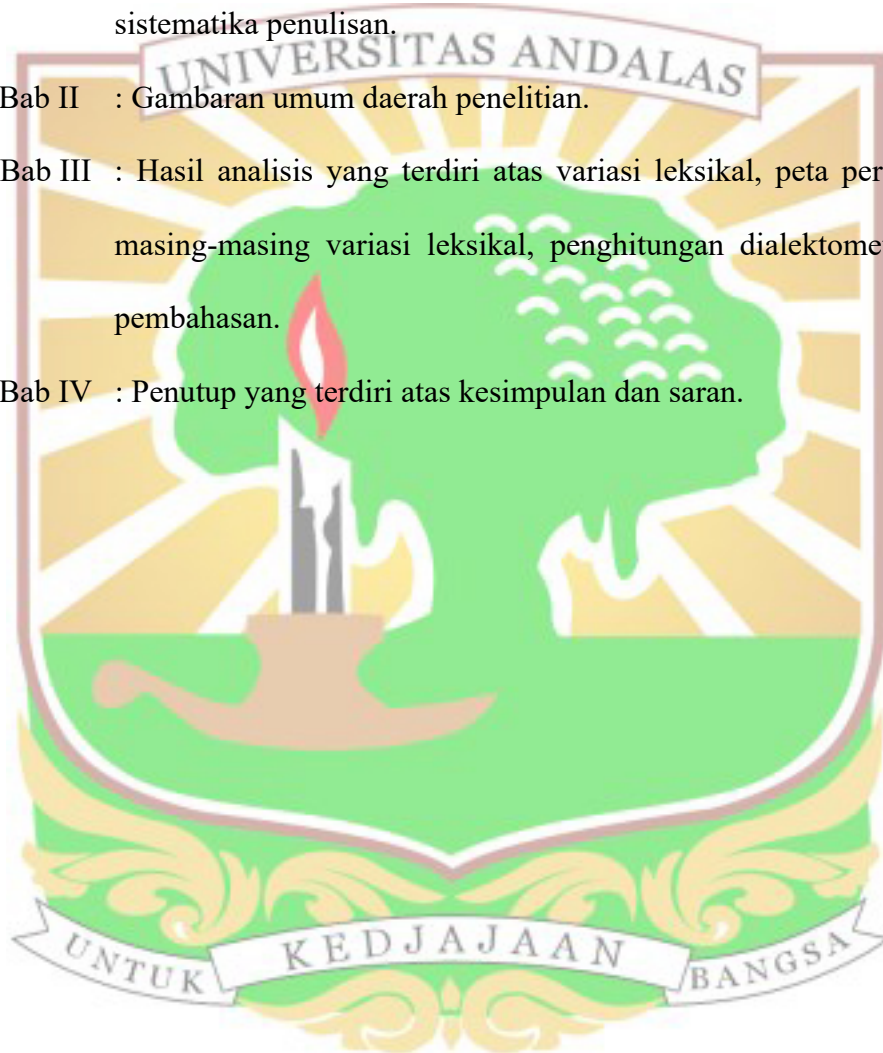 sistematika penulisan.
UNIVERSITAS ANDALAS
Bab II : Gambaran umum daerah penelitian.
Bab III : Hasil analisis yang terdiri atas variasi leksikal, peta per
masing-masing variasi leksikal, penghitungan dialektome
pembahasan.
Bab IV : Penutup yang terdiri atas kesimpulan dan saran.
UNTUK KEDJAJAAN BANGSA